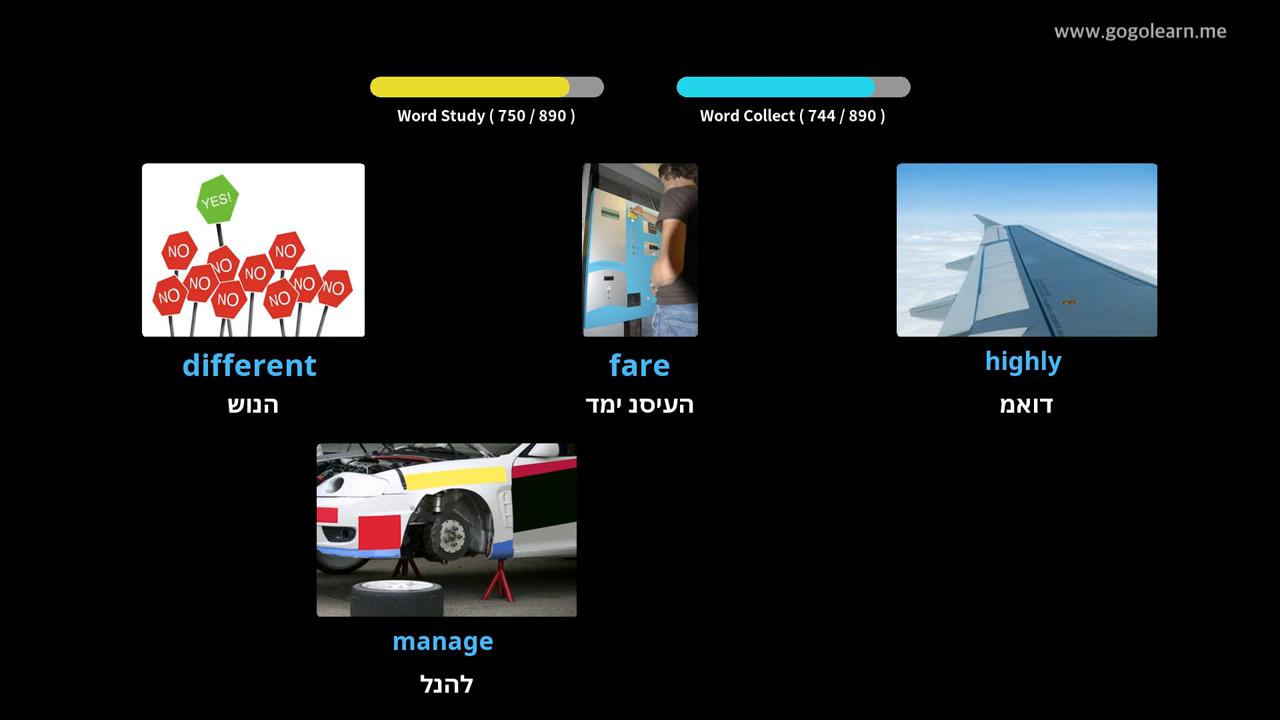 www.gogolearn.me
Word Study ( 750 / 890 )
Word Collect ( 744 / 890 )
YES!
NO
NO
NO
NO
NO
NO
NO
NO
NO
NO
different
הנוש
fare
העיסנ ימד
highly
דואמ
manage
להנל